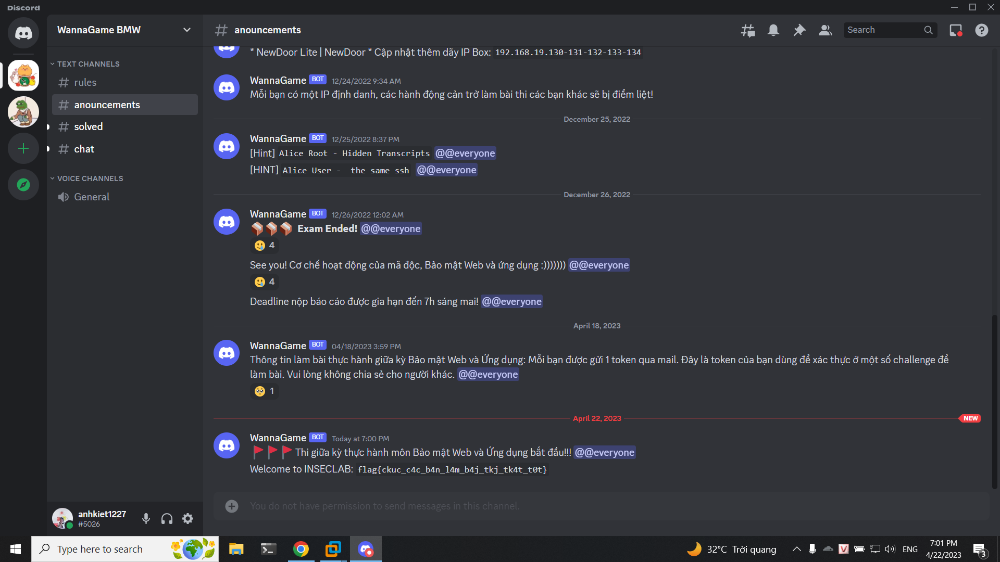 Discord
WannaGame BMW
# anouncements
Search
TEXT CHANNELS
# rules
# anouncements
# solved
# chat
VOICE CHANNELS
General
* NewDoor Lite | NewDoor * Cập nhật thêm dãy IP Box: 192.168.19.130-131-132-133-134
WannaGame BOT 12/24/2022 9:34 AM
Mỗi bạn có một IP định danh, các hành động cản trở làm bài thi các bạn khác sẽ bị điểm liệt!
December 25, 2022
WannaGame BOT 12/25/2022 8:37 PM
[Hint] Alice Root - Hidden Transcripts @@everyone
[HINT] Alice User -  the same ssh @@everyone
December 26, 2022
WannaGame BOT 12/26/2022 12:02 AM
Exam Ended! @@everyone
4
See you! Cơ chế hoạt động của mã độc, Bảo mật Web và ứng dụng :))))))) @@everyone
4
Deadline nộp báo cáo được gia hạn đến 7h sáng mai! @@everyone
April 18, 2023
WannaGame BOT 04/18/2023 3:59 PM
Thông tin làm bài thực hành giữa kỳ Bảo mật Web và Ứng dụng: Mỗi bạn được gửi 1 token qua mail. Đây là token của bạn dùng để xác thực ở một số challenge để
làm bài. Vui lòng không chia sẻ cho người khác. @@everyone
1
April 22, 2023
NEW
WannaGame BOT Today at 7:00 PM
🚩🚩🚩 Thi giữa kỳ thực hành môn Bảo mật Web và Ứng dụng bắt đầu!!! @@everyone
Welcome to INSECLAB: flag{ckuc_c4c_b4n_l4m_b4j_tkj_tk4t_t0t}
You do not have permission to send messages in this channel.
anhkiet1227
#5026
Type here to search
32°C Trời quang
V
ENG
7:01 PM
4/22/2023
3